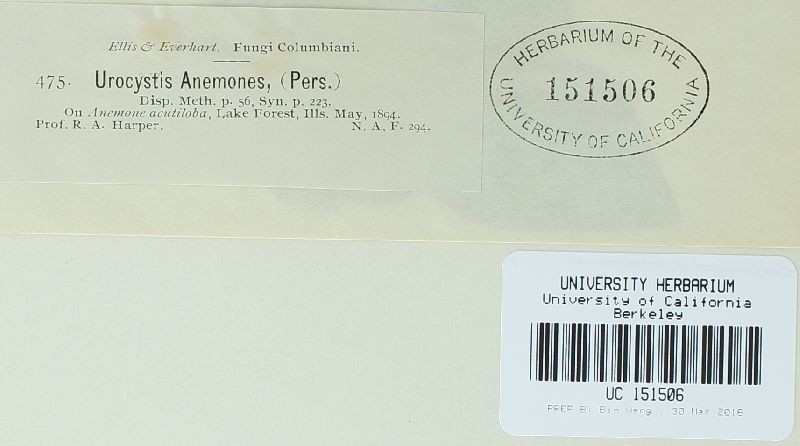 Ellis & Everhart. Fungi Columbiani.
475. Urocystis Anemones, (Pers.)
Disp. Meth. p. 56, Syn. p. 223.
On Anemone acutiloba, Lake Forest, Ills. May, 1894.
Prof. R. A. Harper. N. A. F. 294.
HERBARIUM OF THE
151506
UNIVERSITY OF CALIFORNIA
UNIVERSITY HERBARIUM
University of California
Berkeley
UC 151506
PREP BY , 30 Mar 2016